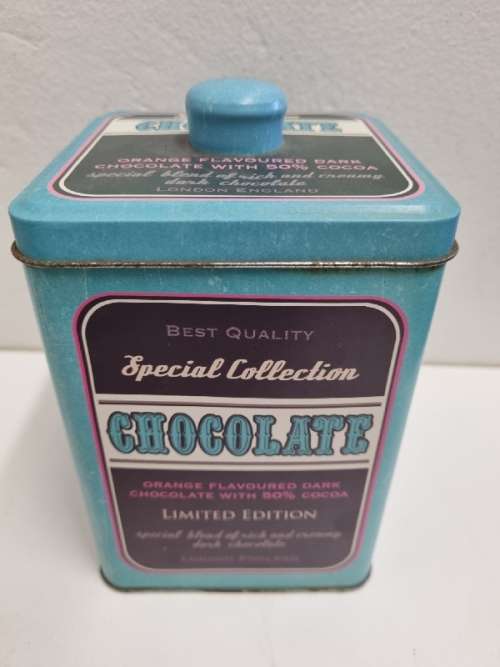 CHOCOLATE
ORANGE FLAVOURED DARK
CHOCOLATE WITH 50% COCOA
special blend of rich and creamy
dark chocolate
LONDON ENGLAND
BEST QUALITY
Special Collection
CHOCOLATE
ORANGE FLAVOURED DARK
CHOCOLATE WITH 50% COCOA
LIMITED EDITION
special blend of rich and creamy
dark chocolate
LONDON ENGLAND